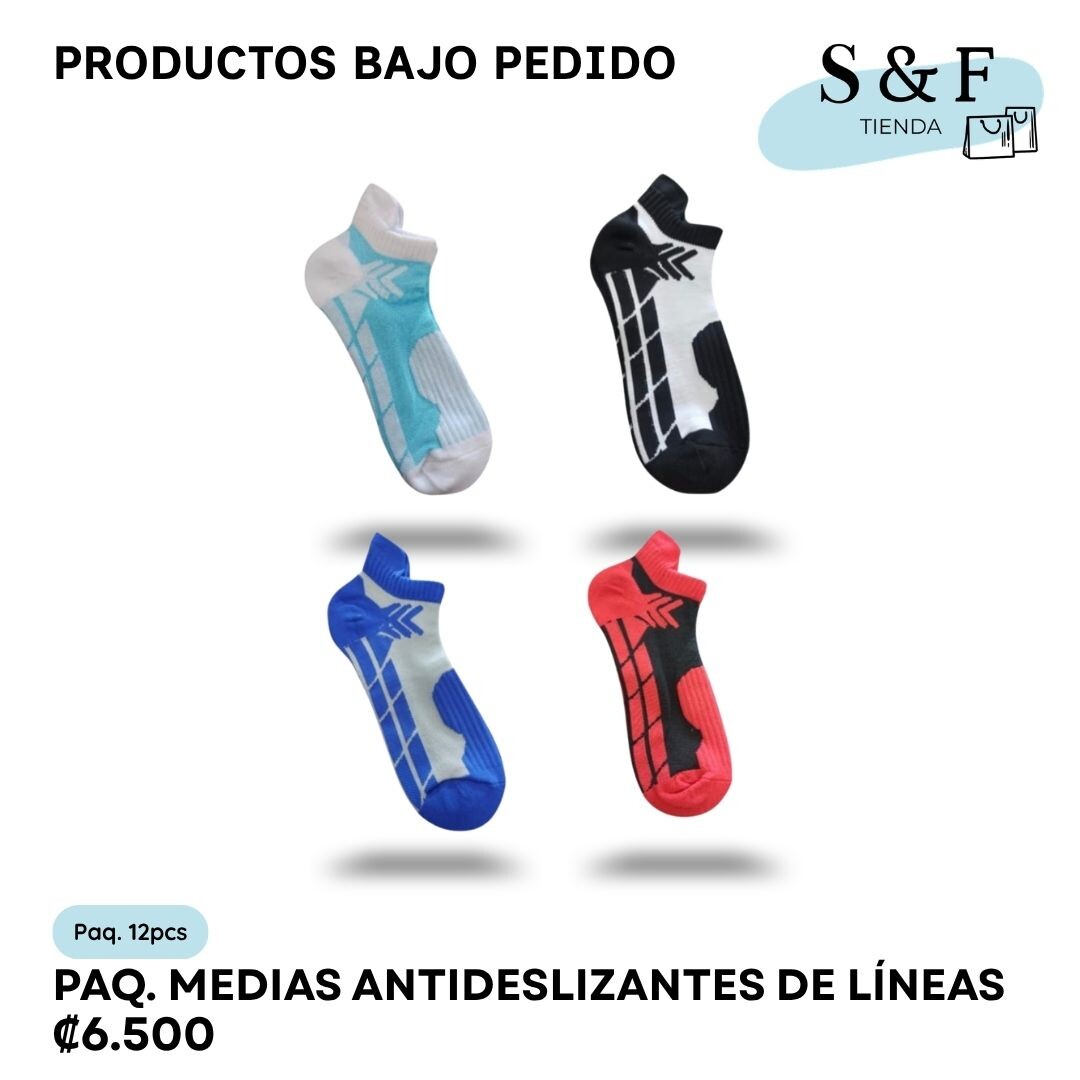 PRODUCTOS BAJO PEDIDO
S & F
TIENDA
Paq. 12pcs
PAQ. MEDIAS ANTIDESLIZANTES DE LÍNEAS
₡6.500